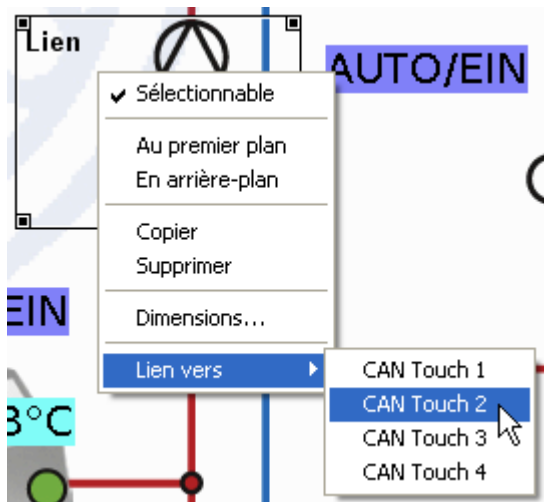 Lien
AUTO/EIN
Sélectionnable
Au premier plan
En arrière-plan
Copier
Supprimer
Dimensions...
EIN
Lien vers
CAN Touch 1
CAN Touch 2
CAN Touch 3
CAN Touch 4
3°C